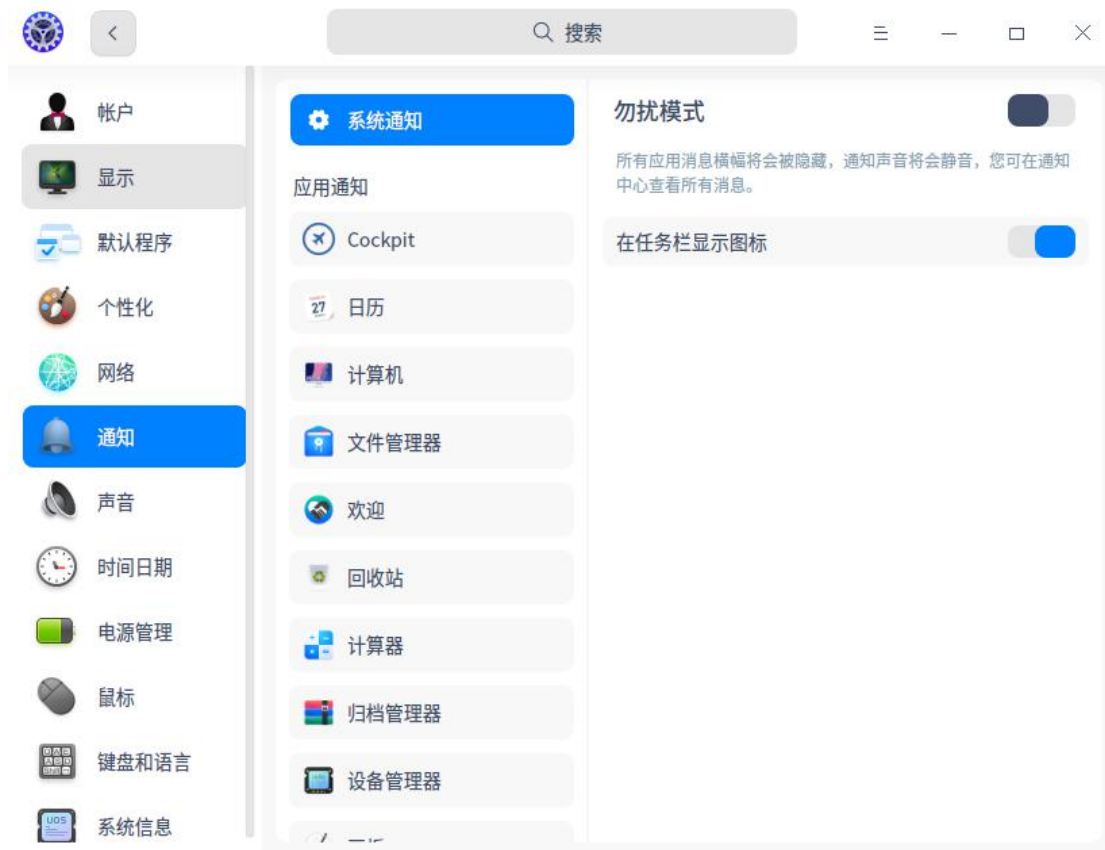 搜索
帐户
显示
默认程序
个性化
网络
通知
声音
时间日期
电源管理
鼠标
键盘和语言
UOS
系统信息
系统通知
应用通知
Cockpit
27
日历
计算机
文件管理器
欢迎
回收站
计算器
归档管理器
设备管理器
勿扰模式
所有应用消息横幅将会被隐藏，通知声音将会静音，您可在通知
中心查看所有消息。
在任务栏显示图标